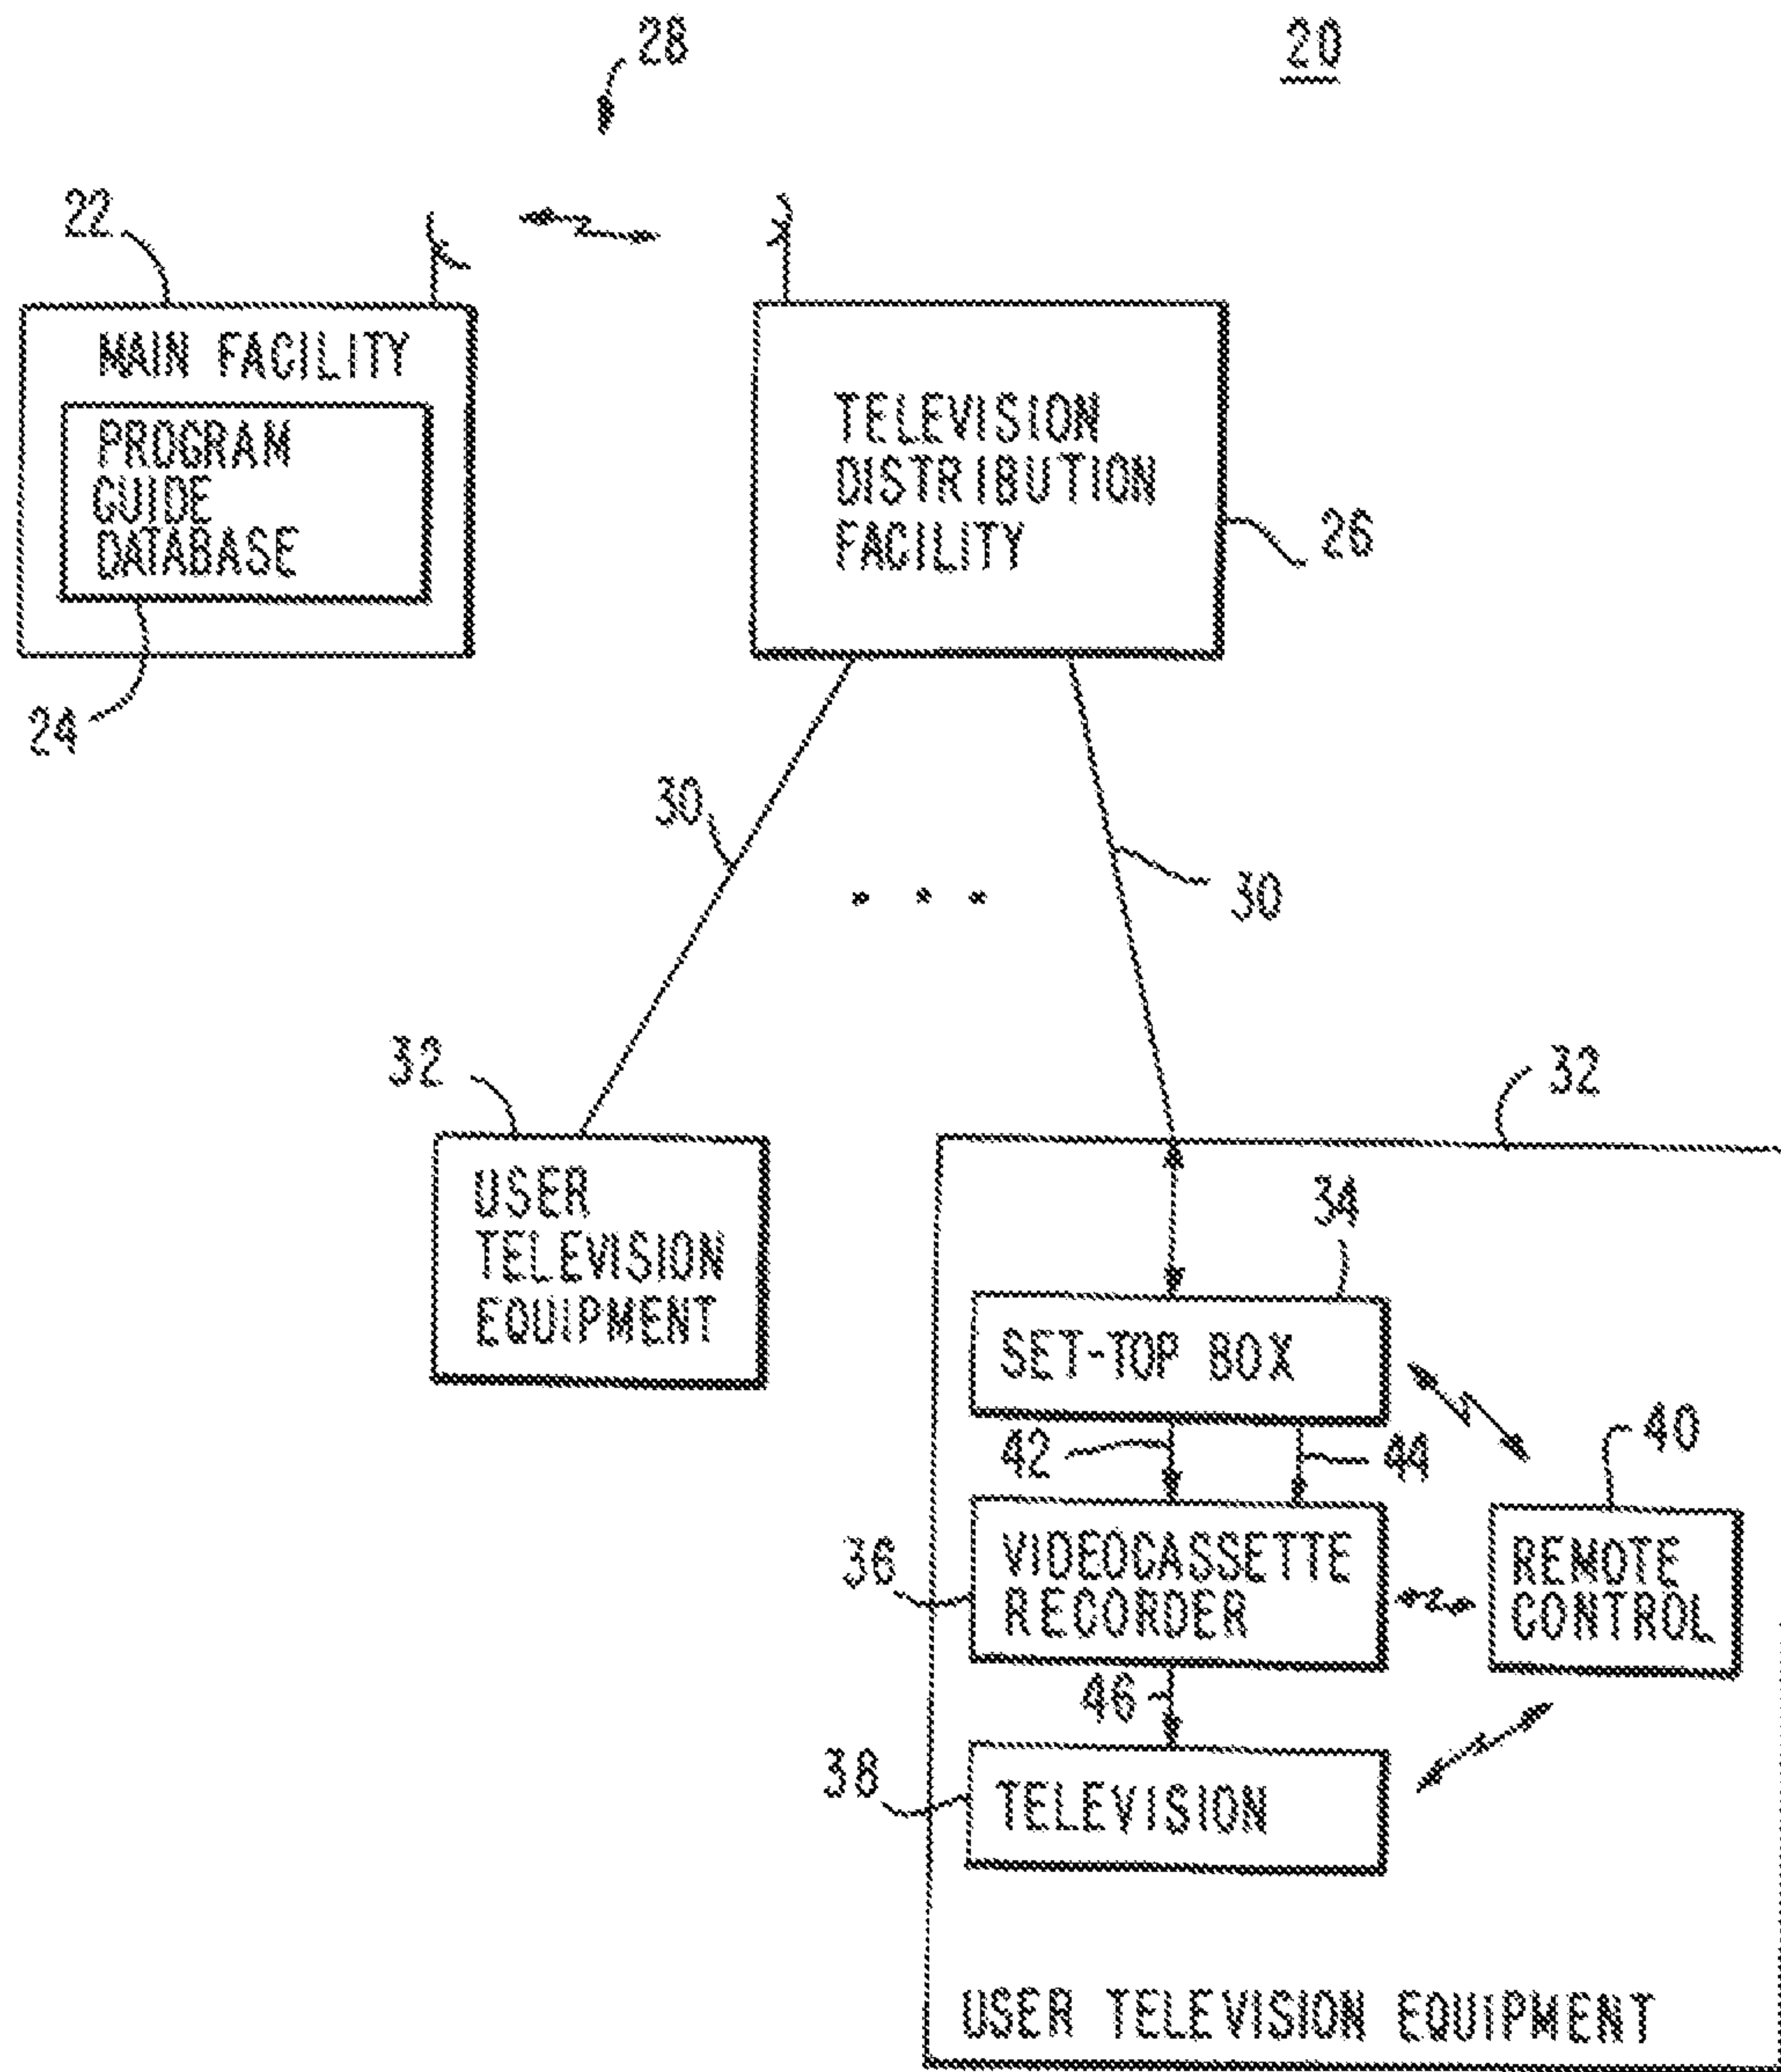 28
20
22
MAIN FACILITY
PROGRAM
GUIDE
DATABASE
24
TELEVISION
DISTRIBUTION
FACILITY
26
30
30
32
USER
TELEVISION
EQUIPMENT
32
34
SET-TOP BOX
42
44
40
36
VIDEOCASSETTE
RECORDER
REMOTE
CONTROL
46
38
TELEVISION
USER TELEVISION EQUIPMENT